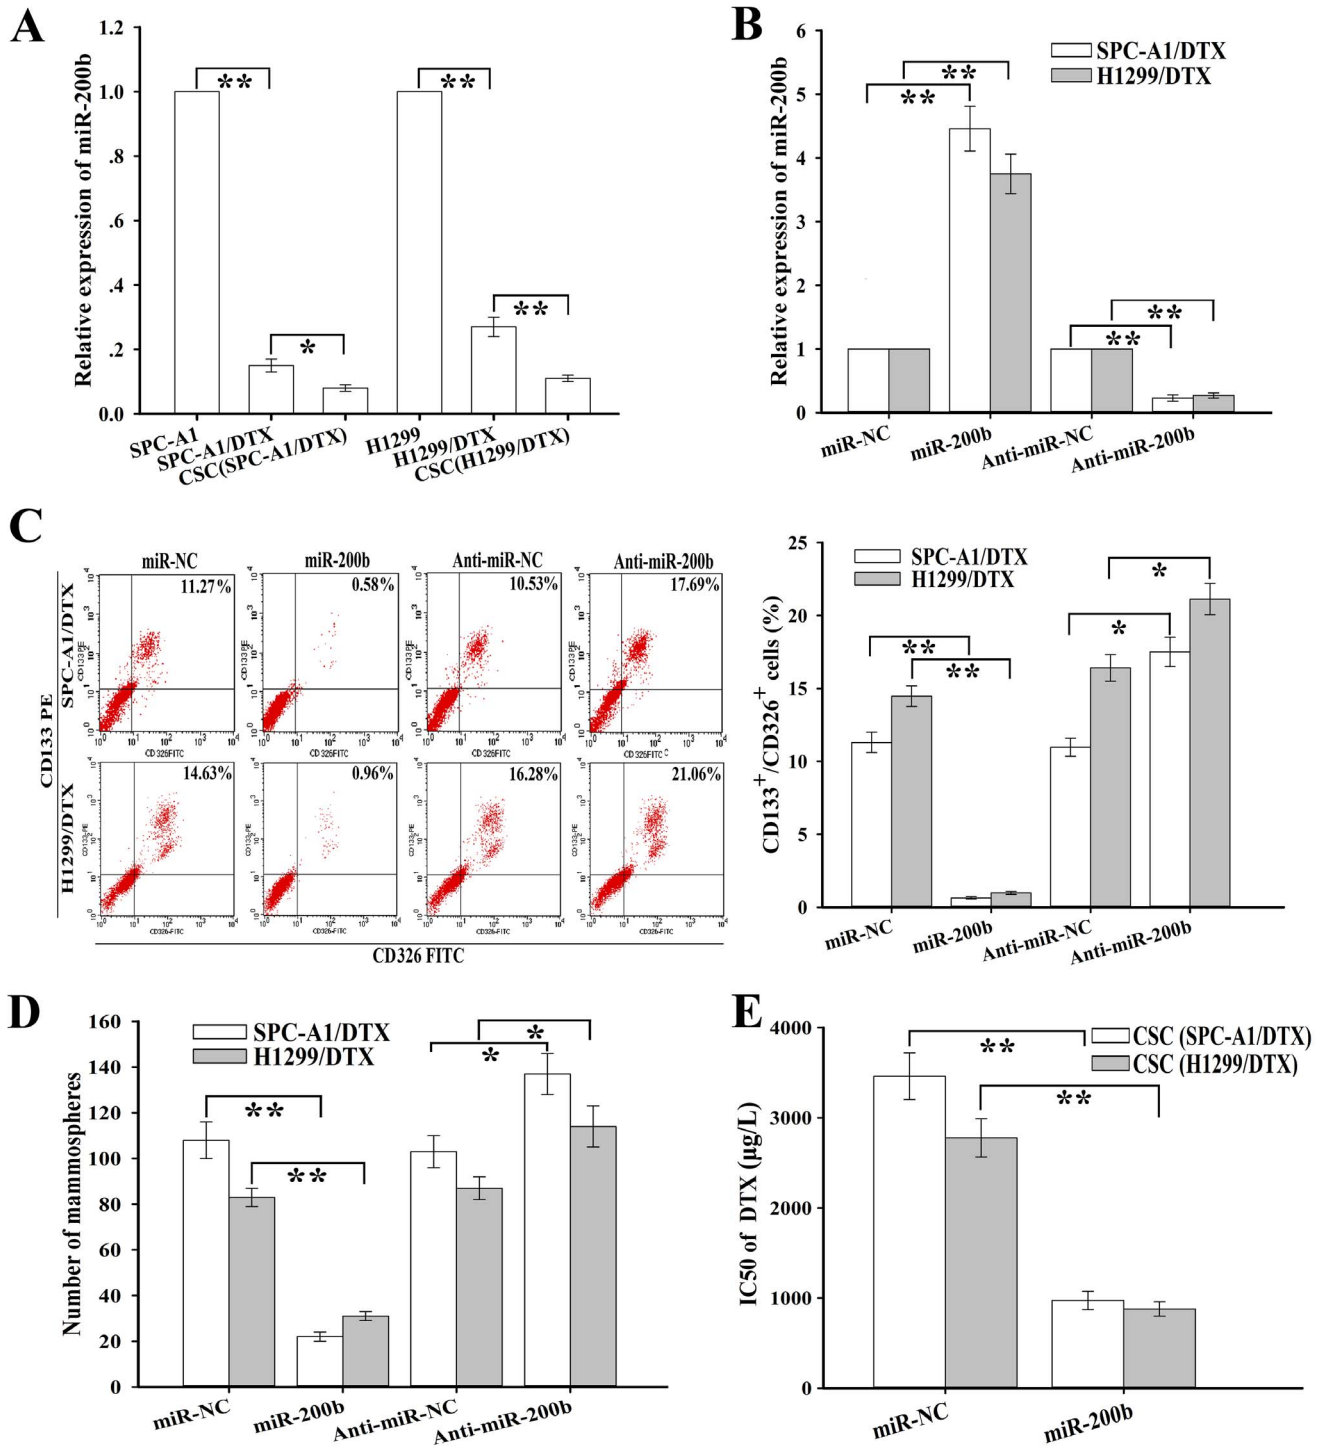 A
Relative expression of miR-200b
1.2
1.0
.8
.6
.4
.2
0.0
**
*
**
**
SPC-A1
SPC-A1/DTX
CSC(SPC-A1/DTX)
H1299
H1299/DTX
CSC(H1299/DTX)
B
Relative expression of miR-200b
6
5
4
3
2
1
0
SPC-A1/DTX
H1299/DTX
**
**
**
**
miR-NC
miR-200b
Anti-miR-NC
Anti-miR-200b
C
miR-NC
miR-200b
Anti-miR-NC
Anti-miR-200b
CD133 PE
SPC-A1/DTX
11.27%
0.58%
10.53%
17.69%
H1299/DTX
14.63%
0.96%
16.28%
21.06%
CD326 FITC
CD133+/CD326+ cells (%)
25
20
15
10
5
0
SPC-A1/DTX
H1299/DTX
**
**
*
*
miR-NC
miR-200b
Anti-miR-NC
Anti-miR-200b
D
Number of mammospheres
160
140
120
100
80
60
40
20
0
SPC-A1/DTX
H1299/DTX
**
**
*
*
miR-NC
miR-200b
Anti-miR-NC
Anti-miR-200b
E
IC50 of DTX (µg/L)
4000
3000
2000
1000
0
CSC (SPC-A1/DTX)
CSC (H1299/DTX)
**
**
miR-NC
miR-200b